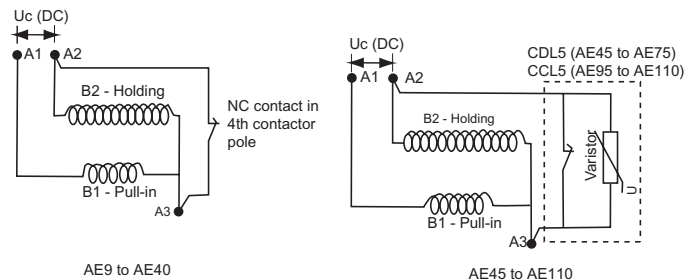 Uc (DC)
A1
A2
B2 - Holding
NC contact in
4th contactor
pole
B1 - Pull-in
A3
AE9 to AE40
Uc (DC)
A1
A2
CDL5 (AE45 to AE75)
CCL5 (AE95 to AE110)
B2 - Holding
Varistor
U
B1 - Pull-in
A3
AE45 to AE110